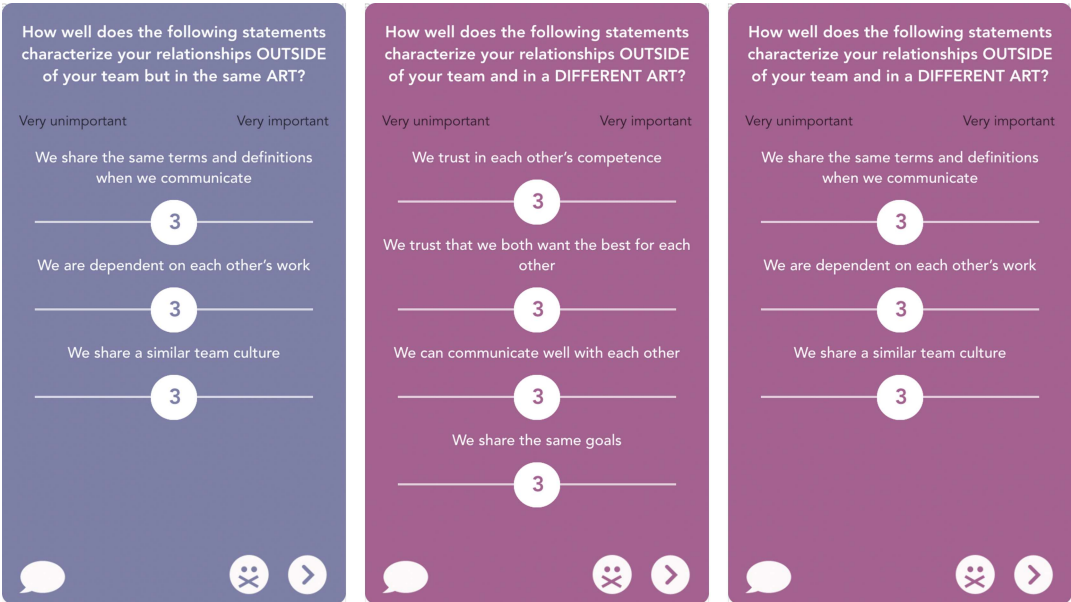 How well does the following statements
characterize your relationships OUTSIDE
of your team but in the same ART?
Very unimportant Very important
We share the same terms and definitions
when we communicate
3
We are dependent on each other's work
3
We share a similar team culture
3
How well does the following statements
characterize your relationships OUTSIDE
of your team and in a DIFFERENT ART?
Very unimportant Very important
We trust in each other's competence
3
We trust that we both want the best for each
other
3
We can communicate well with each other
3
We share the same goals
3
How well does the following statements
characterize your relationships OUTSIDE
of your team and in a DIFFERENT ART?
Very unimportant Very important
We share the same terms and definitions
when we communicate
3
We are dependent on each other's work
3
We share a similar team culture
3